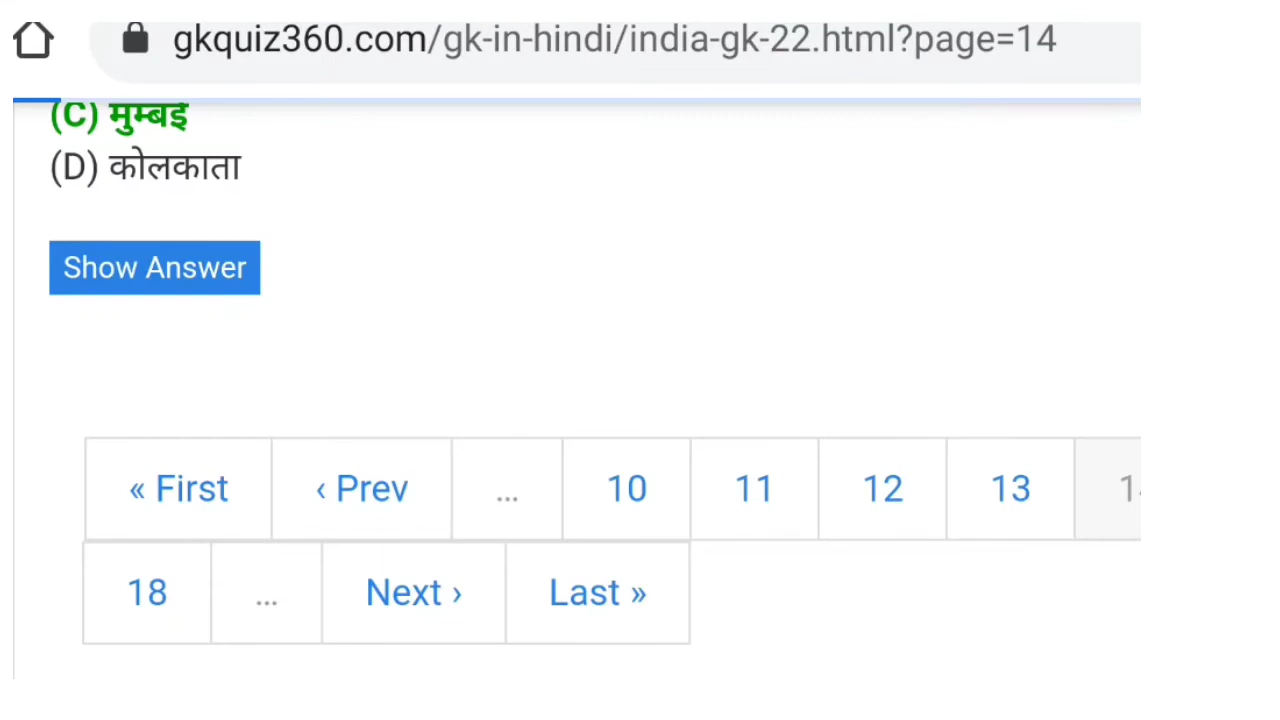 gkquiz360.com/gk-in-hindi/india-gk-22.html?page=14
(C) मुम्बई
(D) कोलकाता
Show Answer
« First ‹ Prev ... 10 11 12 13
18 ... Next › Last »